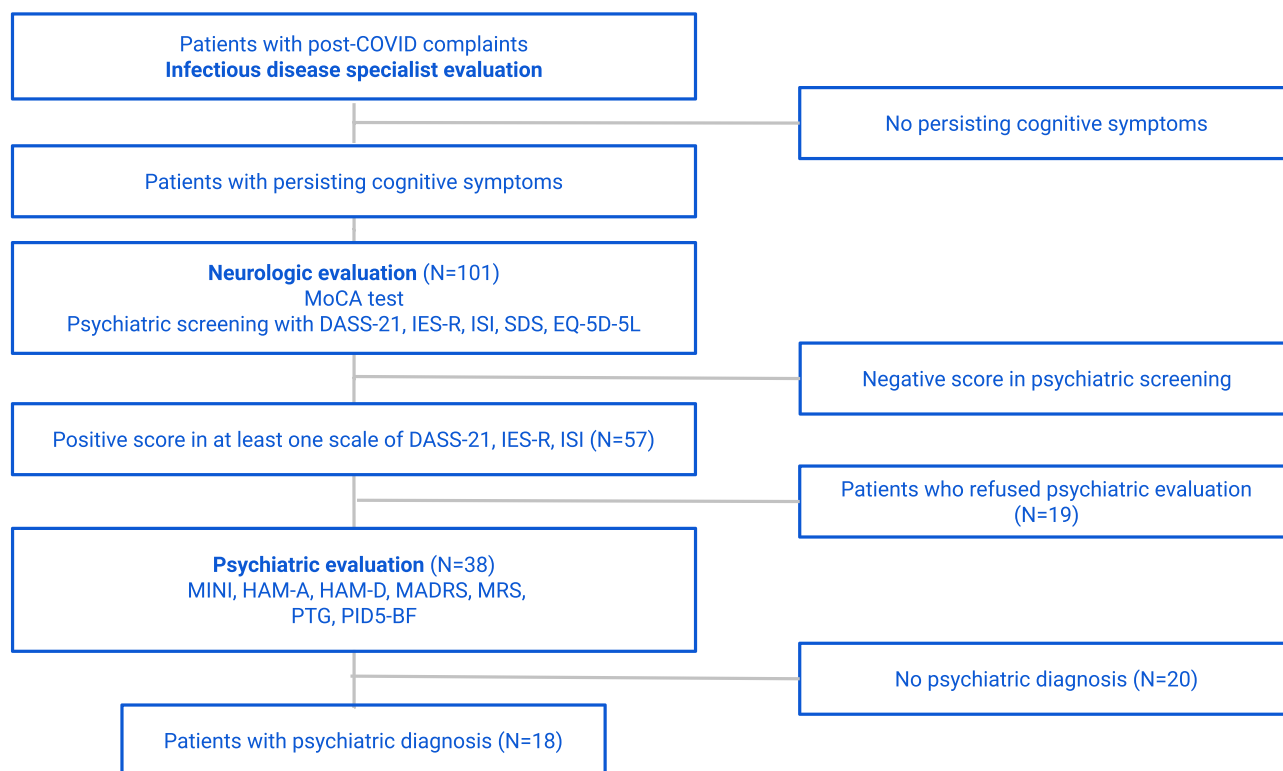 Patients with post-COVID complaints
Infectious disease specialist evaluation
No persisting cognitive symptoms
Patients with persisting cognitive symptoms
Neurologic evaluation (N=101)
MoCA test
Psychiatric screening with DASS-21, IES-R, ISI, SDS, EQ-5D-5L
Negative score in psychiatric screening
Positive score in at least one scale of DASS-21, IES-R, ISI (N=57)
Patients who refused psychiatric evaluation
(N=19)
Psychiatric evaluation (N=38)
MINI, HAM-A, HAM-D, MADRS, MRS,
PTG, PID5-BF
No psychiatric diagnosis (N=20)
Patients with psychiatric diagnosis (N=18)